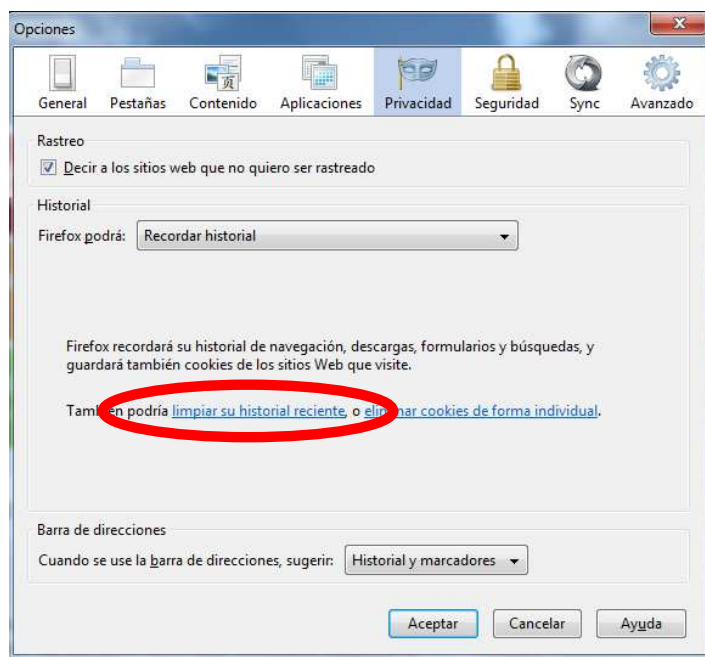 Opciones
General Pestañas Contenido Aplicaciones Privacidad Seguridad Sync Avanzado
Rastreo
Decir a los sitios web que no quiero ser rastreado
Historial
Firefox podrá: Recordar historial
Firefox recordará su historial de navegación, descargas, formularios y búsquedas, y
guardará también cookies de los sitios Web que visite.
También podría limpiar su historial reciente, o eliminar cookies de forma individual.
Barra de direcciones
Cuando se use la barra de direcciones, sugerir: Historial y marcadores
Aceptar Cancelar Ayuda